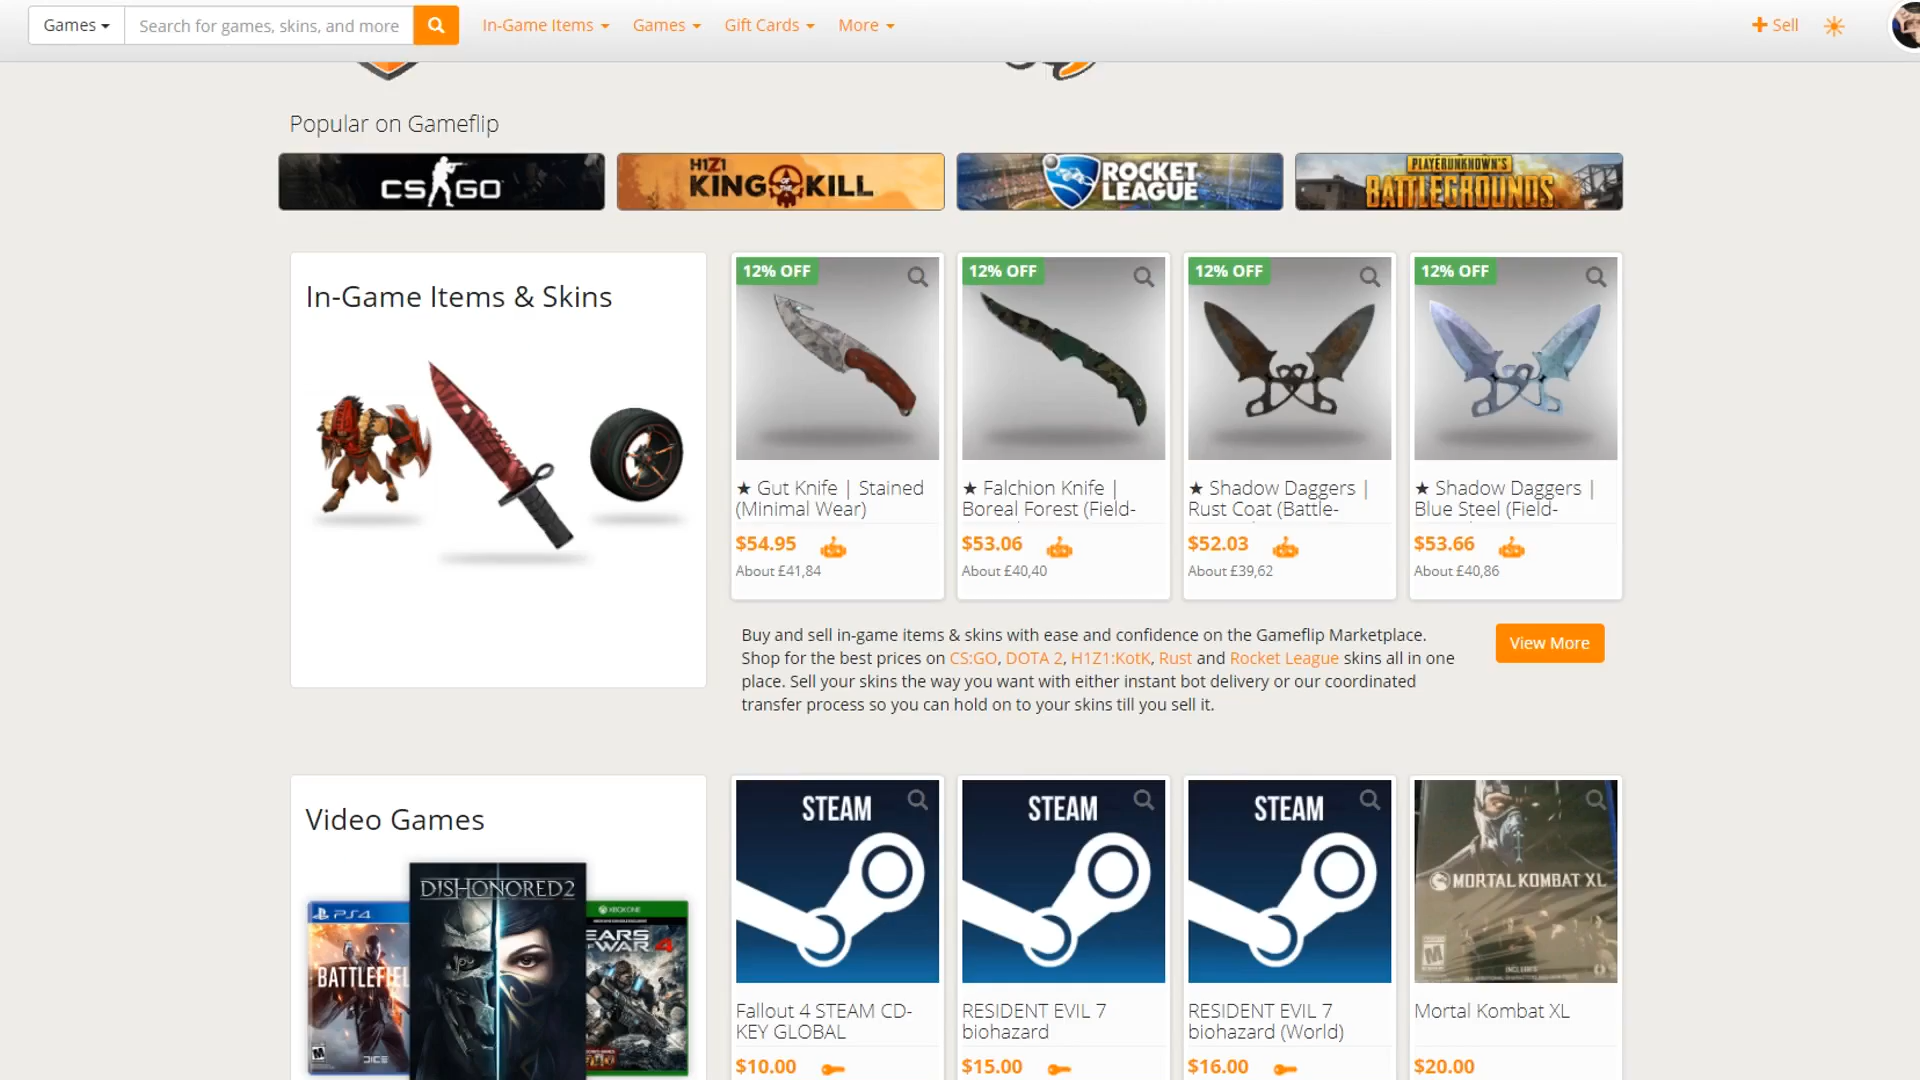 Games
Search for games, skins, and more
In-Game Items
Games
Gift Cards
More
Sell
Popular on Gameflip
CS GO
H1Z1
KING OF THE KILL
ROCKET
LEAGUE
PLAYERUNKNOWN'S
BATTLEGROUNDS
In-Game Items & Skins
12% OFF
12% OFF
12% OFF
12% OFF
★ Gut Knife | Stained
(Minimal Wear)
★ Falchion Knife |
Boreal Forest (Field-
★ Shadow Daggers |
Rust Coat (Battle-
★ Shadow Daggers |
Blue Steel (Field-
$54.95
About £41,84
$53.06
About £40,40
$52.03
About £39,62
$53.66
About £40,86
Buy and sell in-game items & skins with ease and confidence on the Gameflip Marketplace.
Shop for the best prices on CS:GO, DOTA 2, H1Z1:KotK, Rust and Rocket League skins all in one
place. Sell your skins the way you want with either instant bot delivery or our coordinated
transfer process so you can hold on to your skins till you sell it.
View More
Video Games
PS4
BATTLEFIEL
DICE
DISHONORED 2
XBOX ONE
EARS
OF WAR 4
STEAM
STEAM
STEAM
MORTAL KOMBAT XL
INCLUDES
Fallout 4 STEAM CD-
KEY GLOBAL
RESIDENT EVIL 7
biohazard
RESIDENT EVIL 7
biohazard (World)
Mortal Kombat XL
$10.00
$15.00
$16.00
$20.00